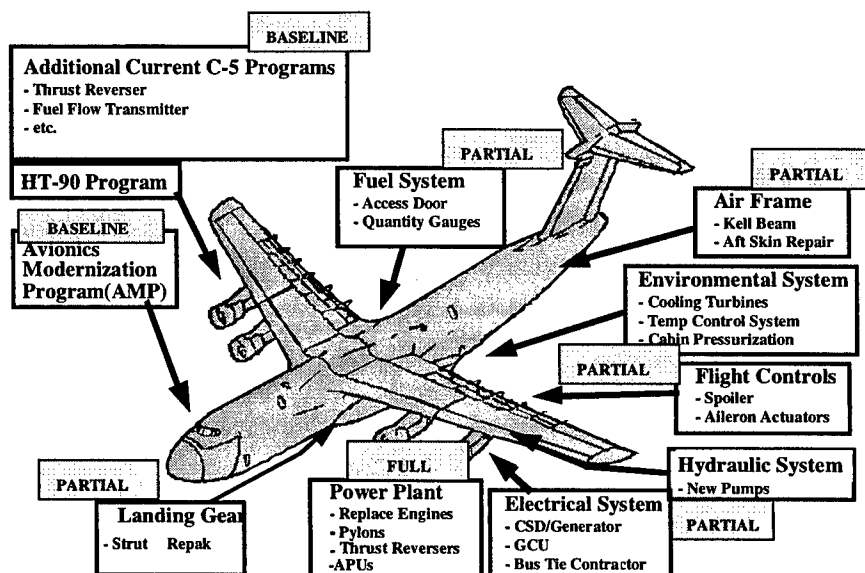 BASELINE
Additional Current C-5 Programs
- Thrust Reverser
- Fuel Flow Transmitter
- etc.
HT-90 Program
BASELINE
Avionics
Modernization
Program(AMP)
PARTIAL
Fuel System
- Access Door
- Quantity Gauges
PARTIAL
Air Frame
- Kell Beam
- Aft Skin Repair
Environmental System
- Cooling Turbines
- Temp Control System
- Cabin Pressurization
PARTIAL
Flight Controls
- Spoiler
- Aileron Actuators
Hydraulic System
- New Pumps
PARTIAL
Electrical System
- CSD/Generator
- GCU
- Bus Tie Contractor
FULL
Power Plant
- Replace Engines
- Pylons
- Thrust Reversers
-APUs
PARTIAL
Landing Gear
- Strut Repak